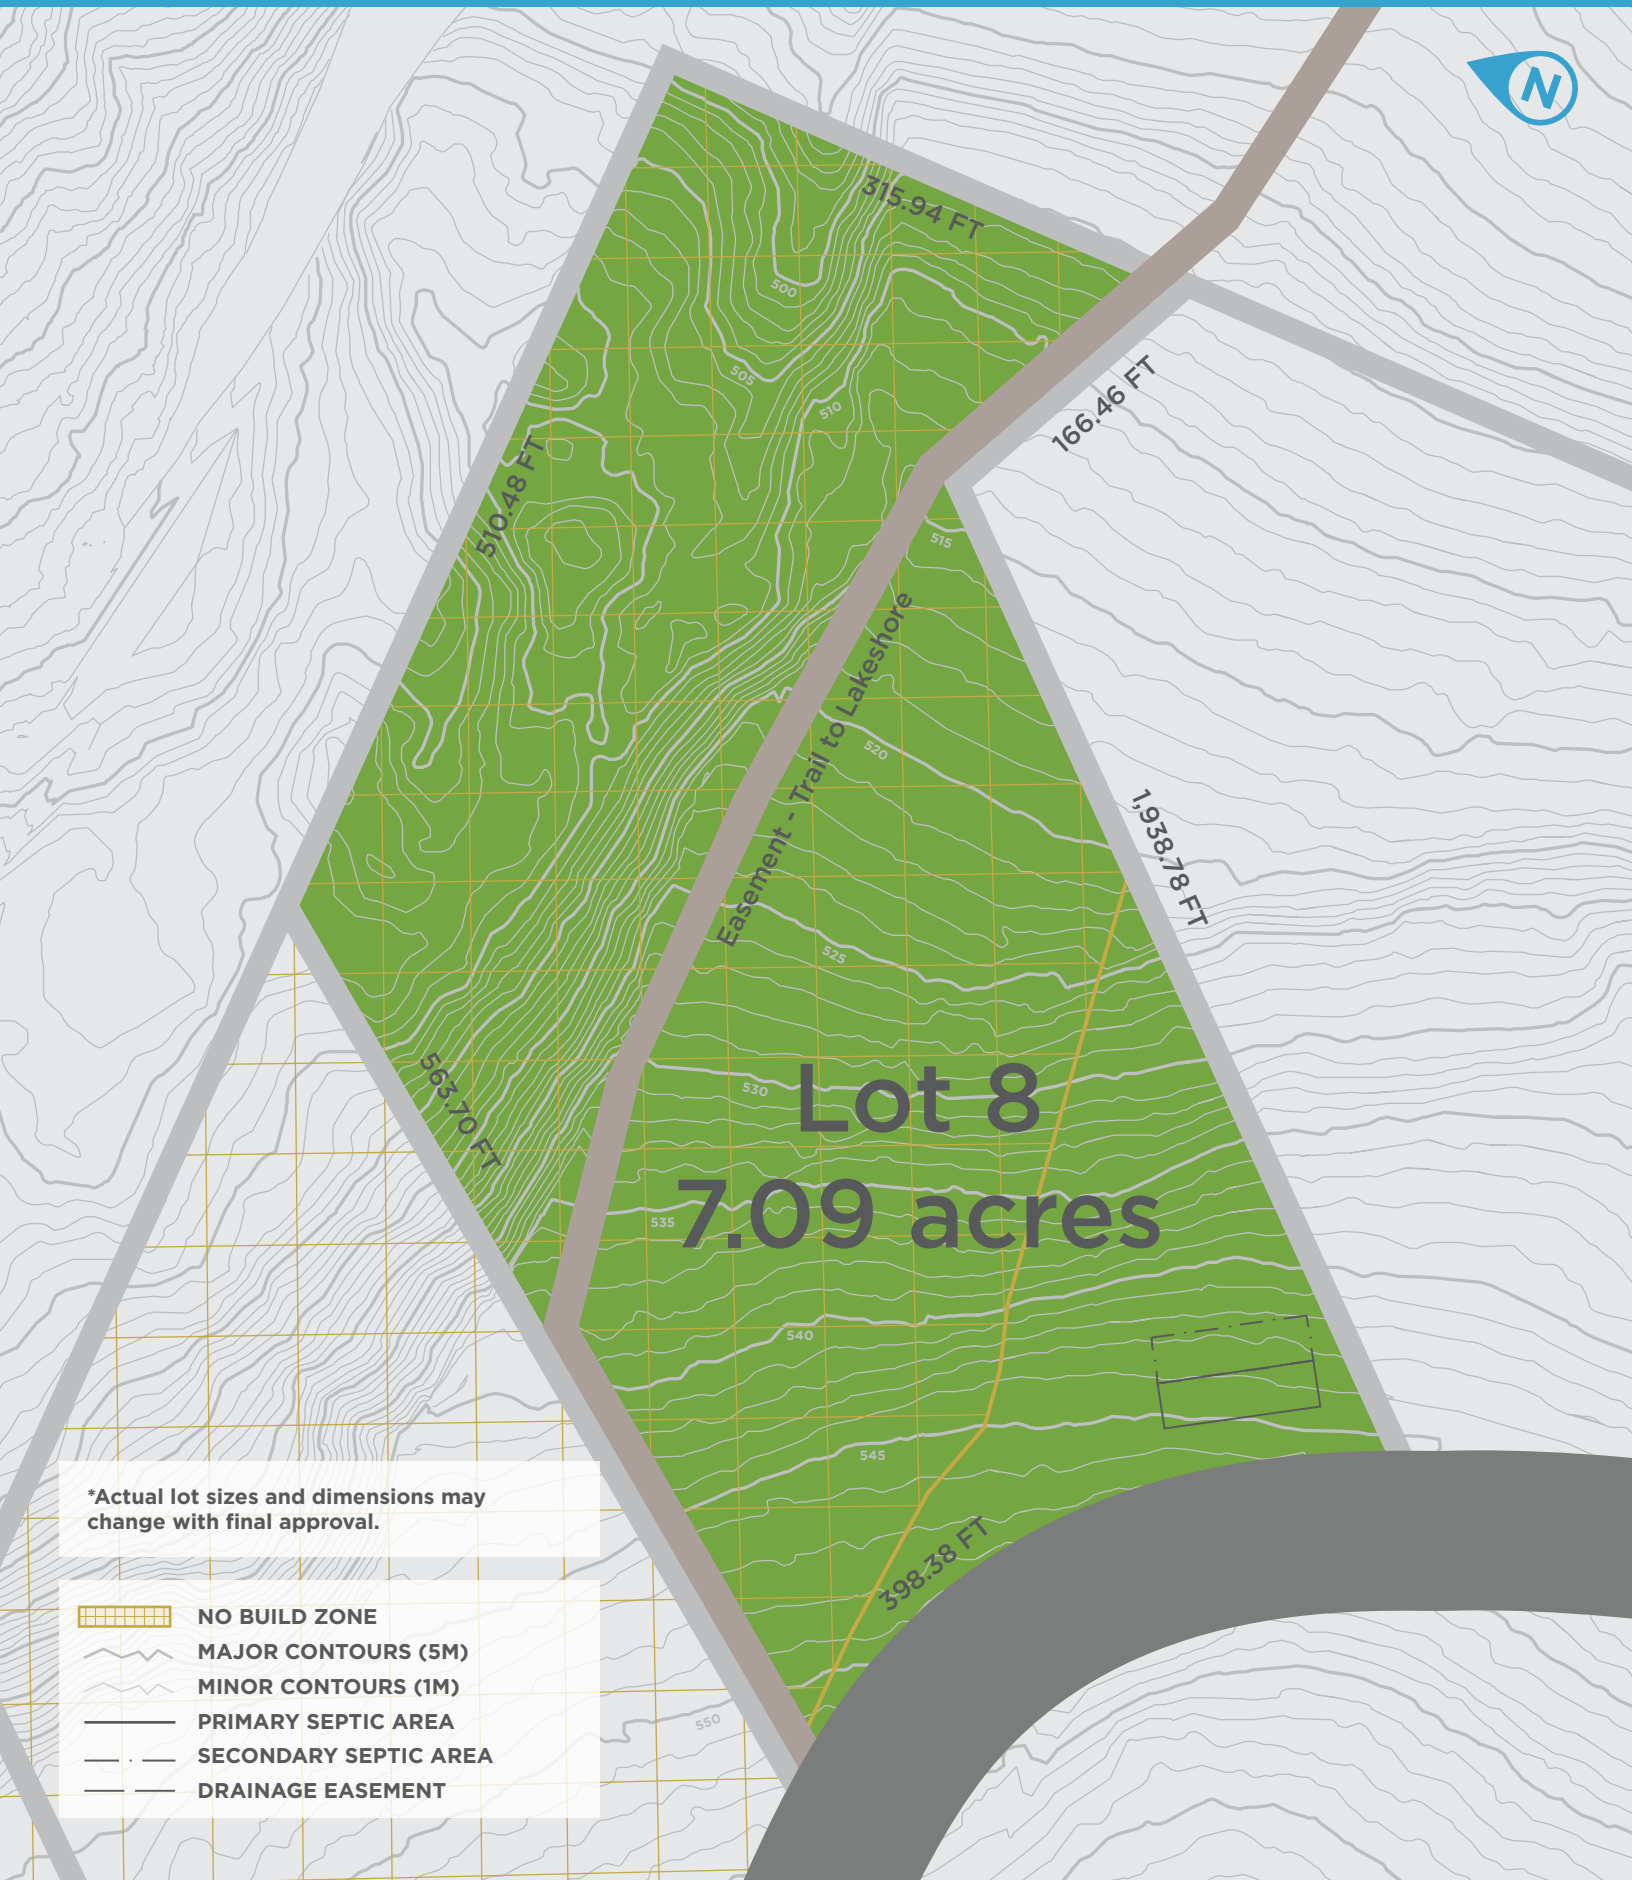 N
315.94 FT
500
505
510
166.46 FT
510.48 FT
515
Easement - Trail to Lakeshore
520
1,938.78 FT
525
563.70 FT
530
Lot 8
7.09 acres
535
540
545
*Actual lot sizes and dimensions may
change with final approval.
398.38 FT
NO BUILD ZONE
MAJOR CONTOURS (5M)
MINOR CONTOURS (1M)
PRIMARY SEPTIC AREA
550
SECONDARY SEPTIC AREA
DRAINAGE EASEMENT